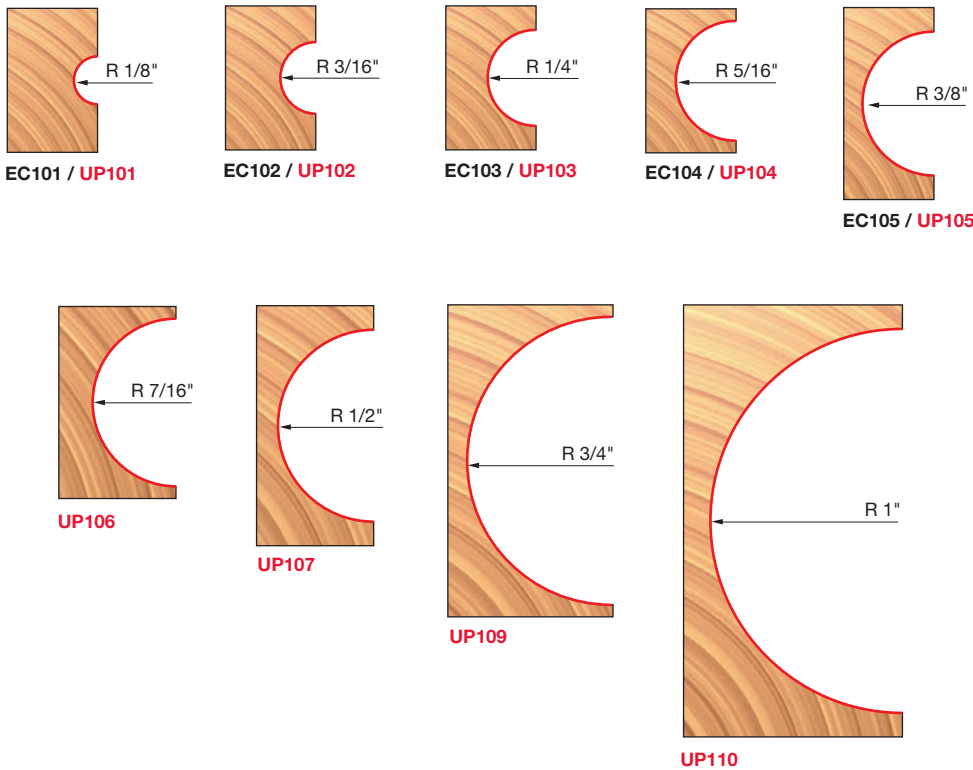 R 1/8"
R 3/16"
R 1/4"
R 5/16"
R 3/8"
EC101 / UP101
EC102 / UP102
EC103 / UP103
EC104 / UP104
EC105 / UP105
R 7/16"
R 1/2"
R 3/4"
R 1"
UP106
UP107
UP109
UP110